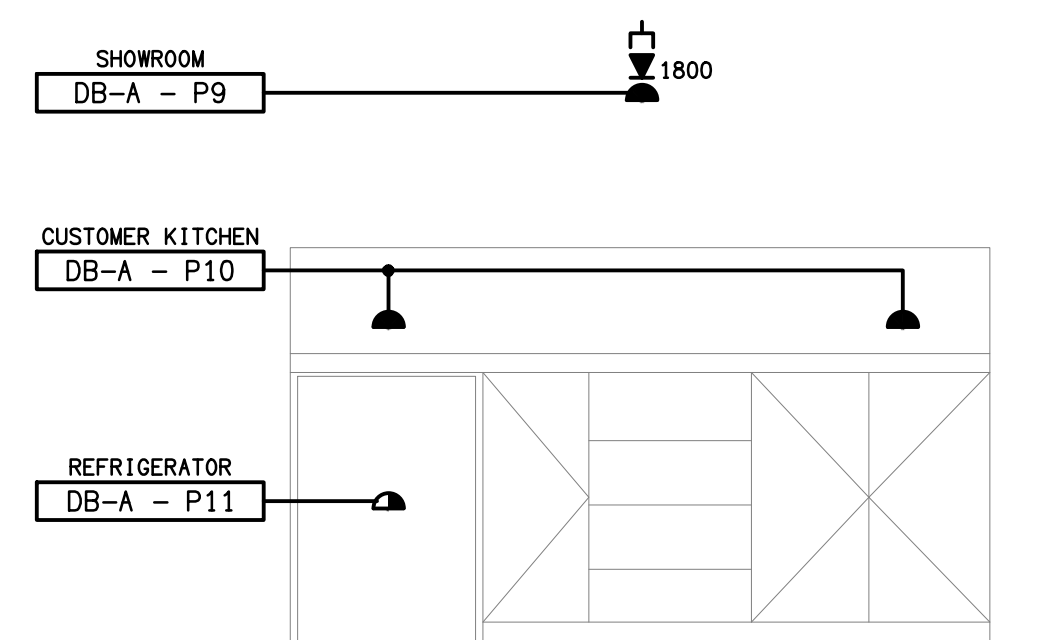 SHOWROOM
DB-A - P9
1800
CUSTOMER KITCHEN
DB-A - P10
REFRIGERATOR
DB-A - P11